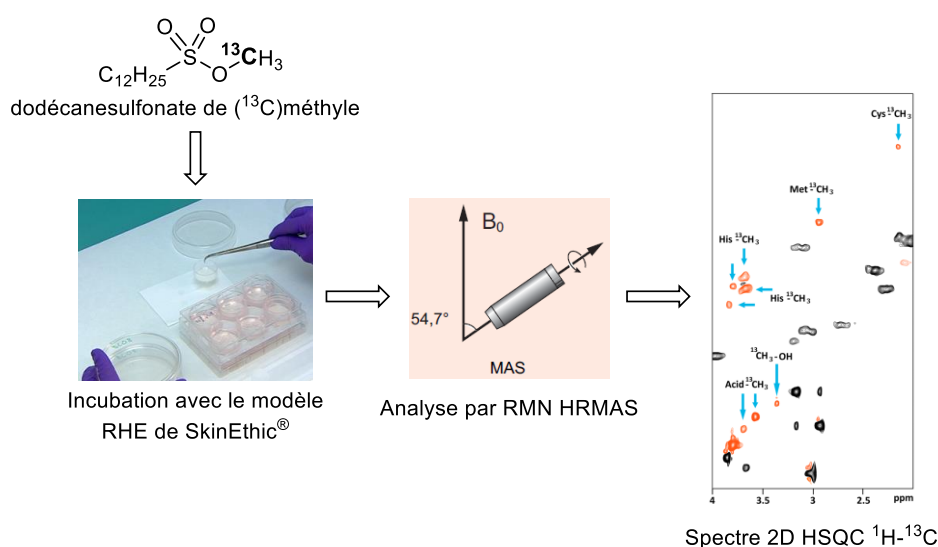 O O
S
¹³CH₃
C₁₂H₂₅
O
dodécanesulfonate de (¹³C)méthyle
Incubation avec le modèle
RHE de SkinEthic®
B₀
54,7°
MAS
Analyse par RMN HRMAS
Cys-¹³CH₃
Met-¹³CH₃
His-¹³CH₃
His ¹³CH₃
¹³CH₃-OH
Acid-¹³CH₃
4 3.5 3 2.5 ppm
Spectre 2D HSQC ¹H-¹³C